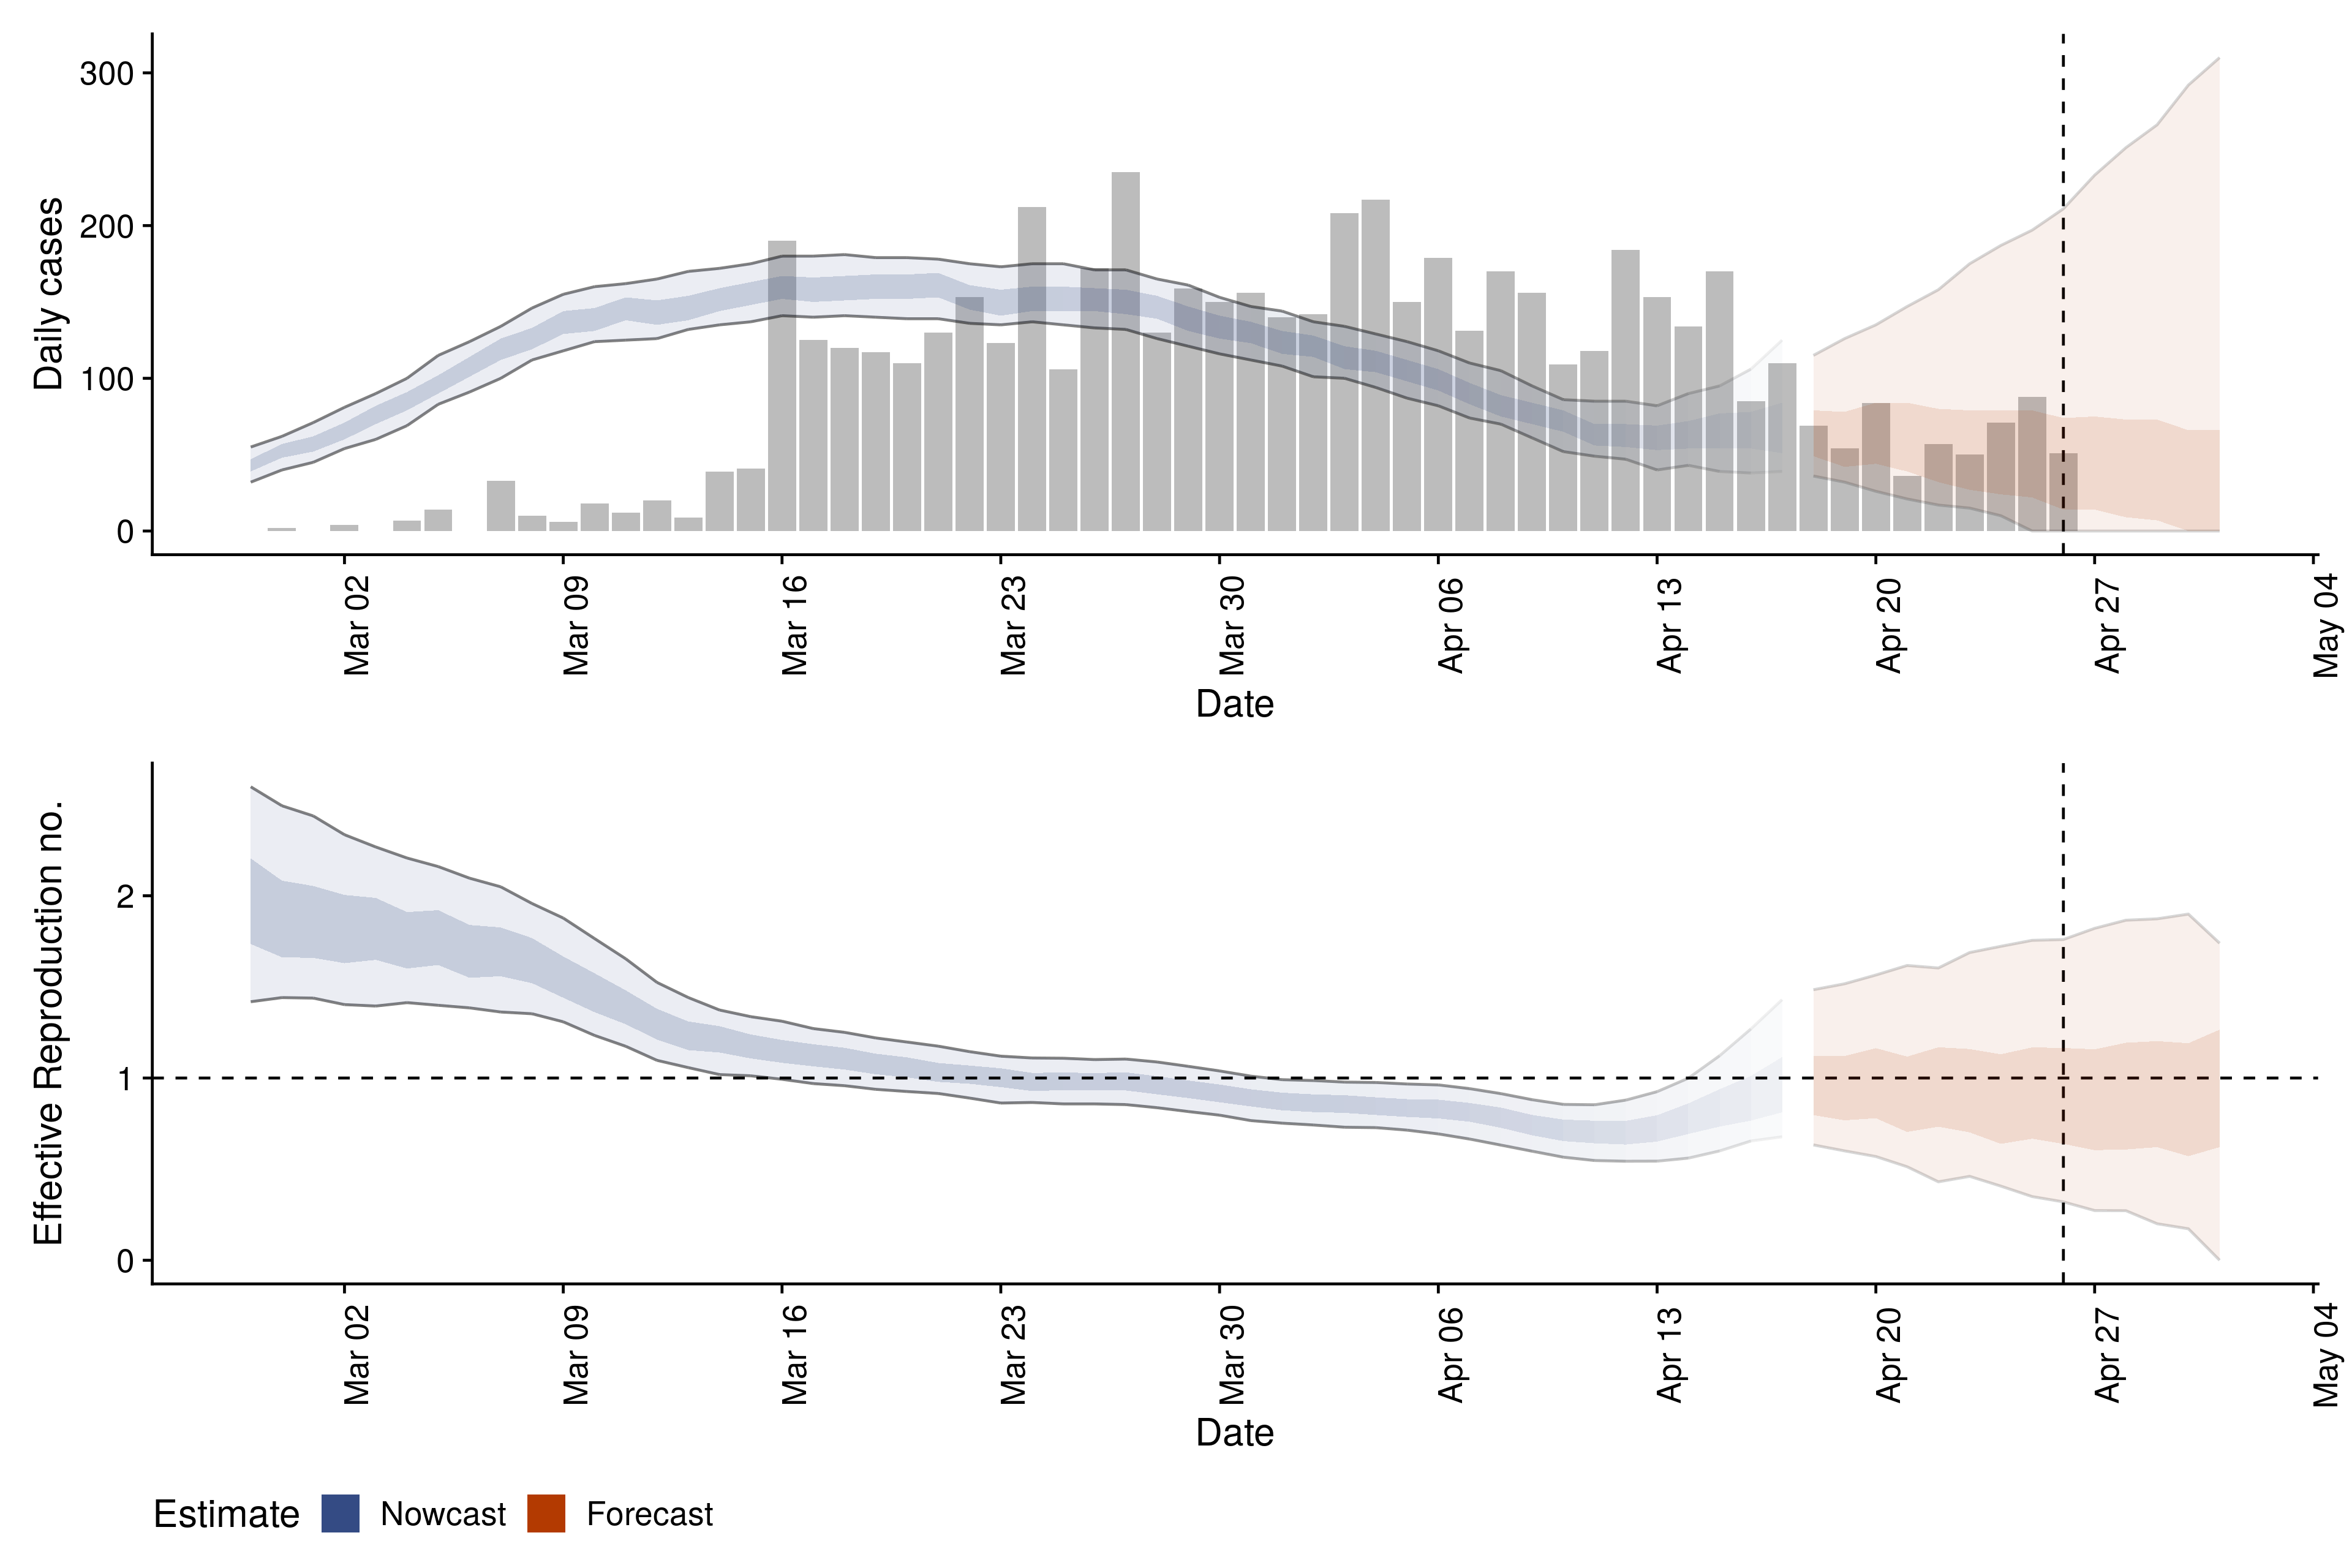 Daily cases
300
200
100
0
Mar 02
Mar 09
Mar 16
Mar 23
Mar 30
Apr 06
Apr 13
Apr 20
Apr 27
May 04
Date
Effective Reproduction no.
2
1
0
Mar 02
Mar 09
Mar 16
Mar 23
Mar 30
Apr 06
Apr 13
Apr 20
Apr 27
May 04
Date
Estimate Nowcast Forecast